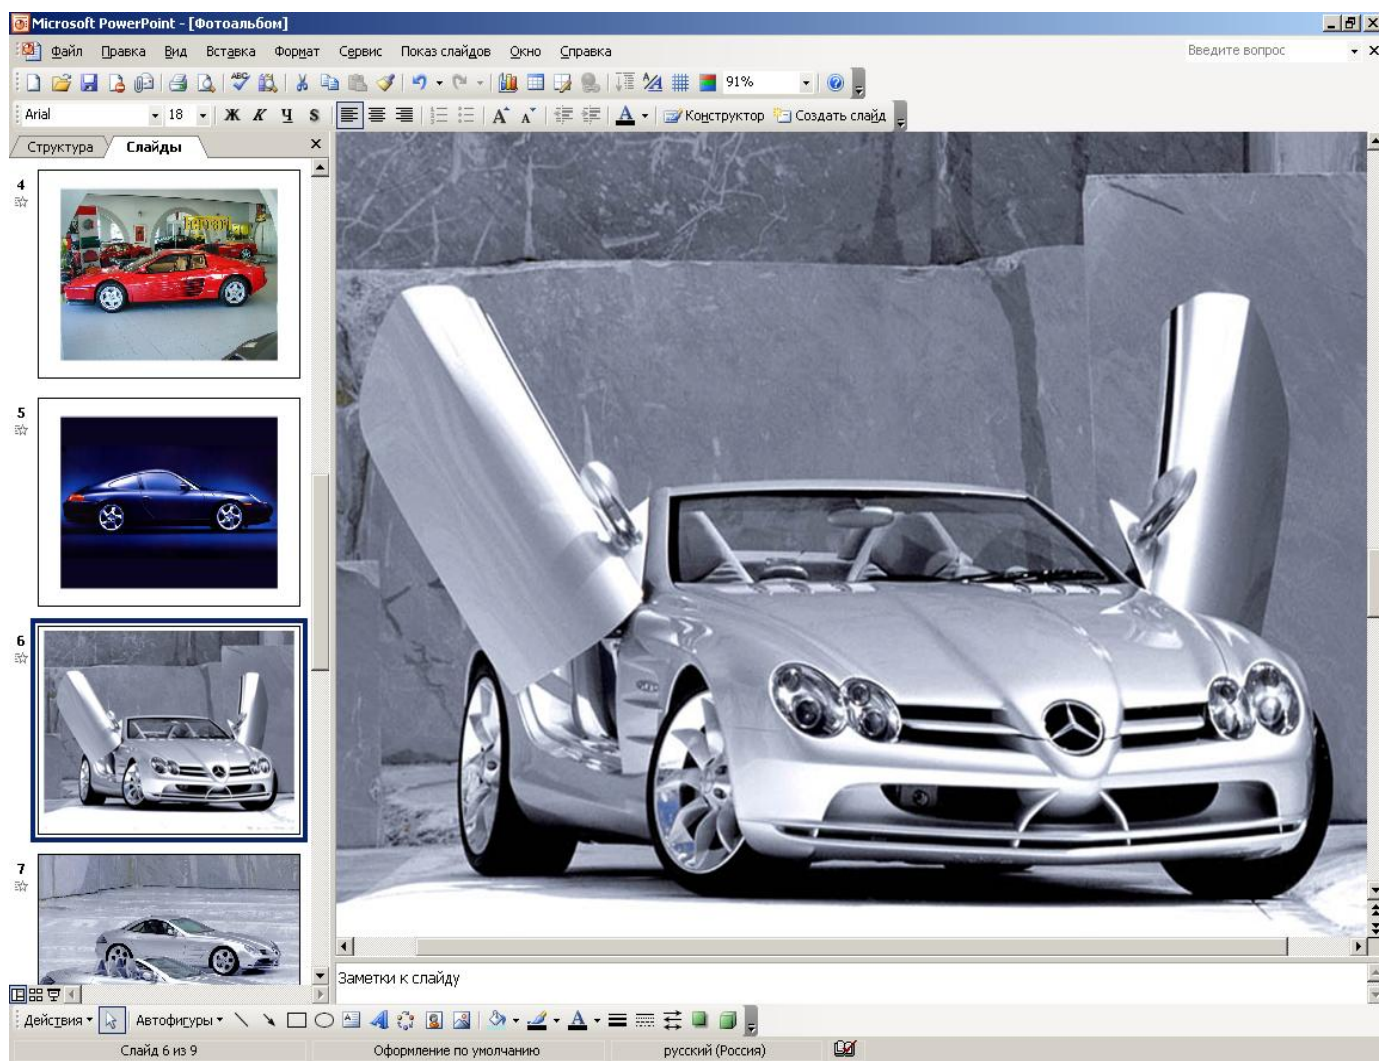 Microsoft PowerPoint - [Фотоальбом]
Файл Правка Вид Вставка Формат Сервис Показ слайдов Окно Справка Введите вопрос
91%
Arial 18 Ж К Ч S Конструктор Создать слайд
Структура Слайды
4
5
6
7
Заметки к слайду
Действия Автофигуры
Слайд 6 из 9 Оформление по умолчанию русский (Россия)